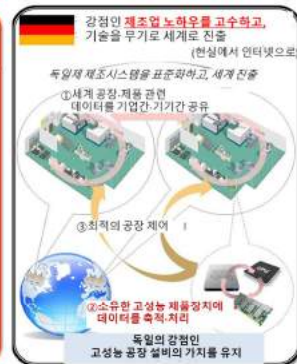 강점인 제조업 노하우를 고수하고,
기술을 무기로 세계로 진출
(현실에서 인터넷으로)
독일제 제조시스템을 표준화하고, 세계 진출
①세계 공장·제품 관련
데이터를 기업간·기기간 공유
③최적의 공장 제어
②소유한 고성능 제품장치에
데이터를 축적·처리
독일의 강점인
고성능 공장 설비의 가치를 유지